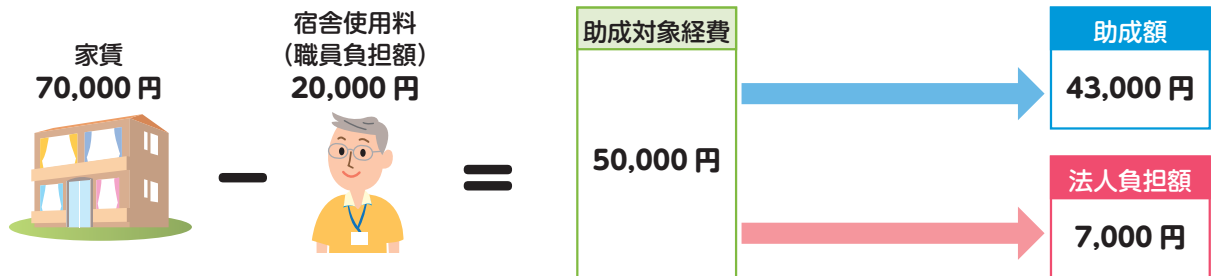 家賃
70,000 円
宿舎使用料
（職員負担額）
20,000 円
助成対象経費
50,000 円
助成額
43,000 円
法人負担額
7,000 円